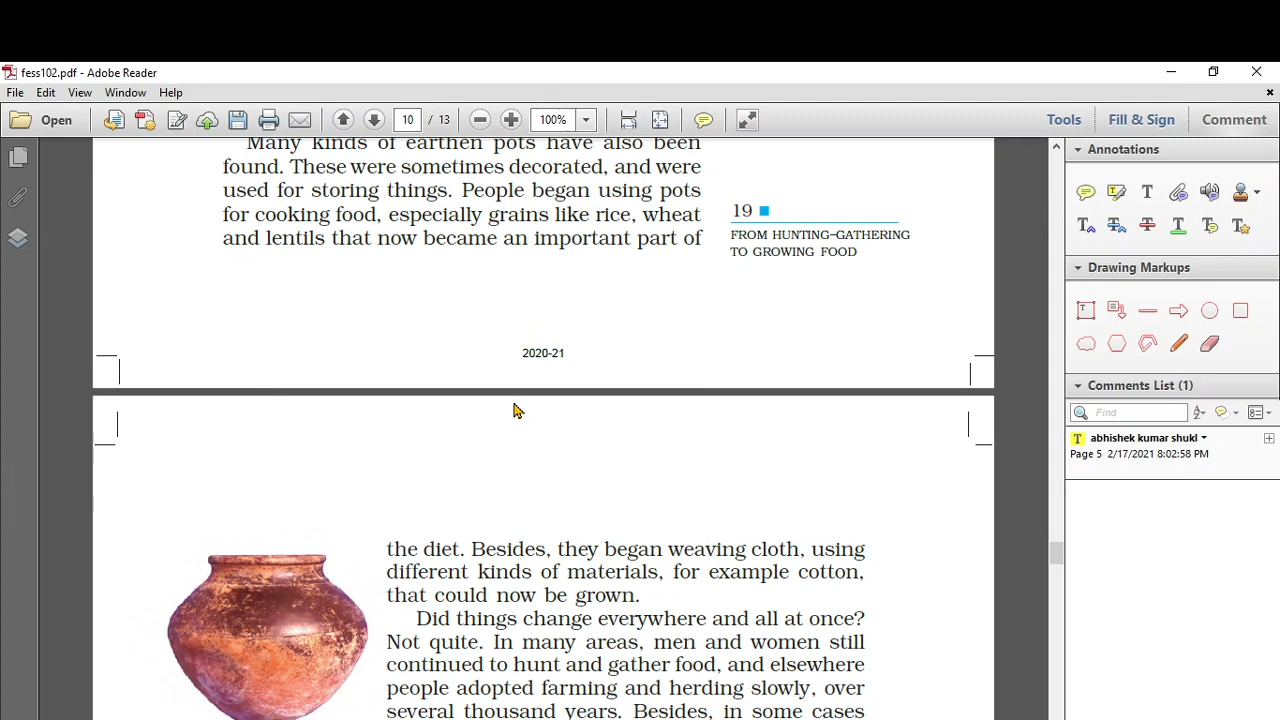 fess102.pdf - Adobe Reader
File Edit View Window Help
Open 10 / 13 100% Tools Fill & Sign Comment
Many kinds of earthen pots have also been
found. These were sometimes decorated, and were
used for storing things. People began using pots
for cooking food, especially grains like rice, wheat
and lentils that now became an important part of
19
FROM HUNTING–GATHERING
TO GROWING FOOD
2020-21
the diet. Besides, they began weaving cloth, using
different kinds of materials, for example cotton,
that could now be grown.
Did things change everywhere and all at once?
Not quite. In many areas, men and women still
continued to hunt and gather food, and elsewhere
people adopted farming and herding slowly, over
several thousand years. Besides, in some cases
Annotations
Drawing Markups
Comments List (1)
Find
abhishek kumar shukl
Page 5 2/17/2021 8:02:58 PM